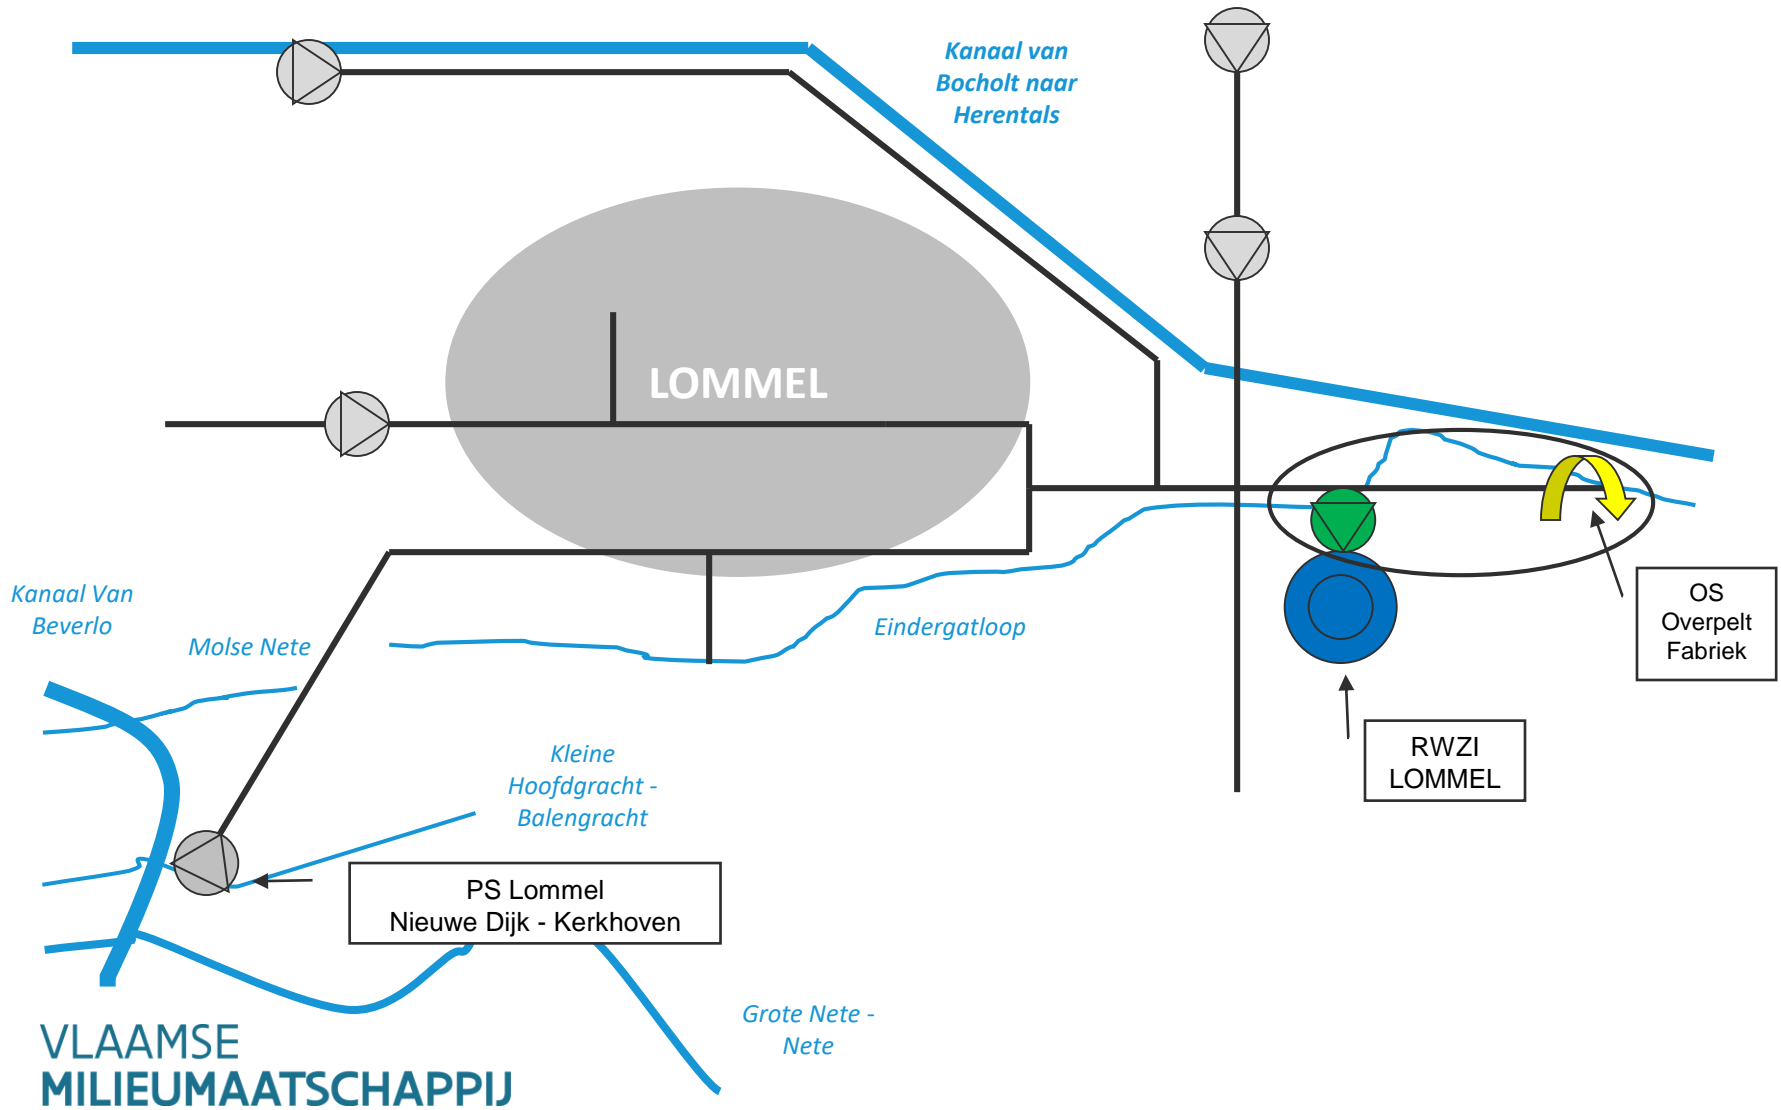 Kanaal van
Bocholt naar
Herentals
LOMMEL
Kanaal Van
Beverlo
Molse Nete
Eindergatloop
OS
Overpelt
Fabriek
RWZI
LOMMEL
Kleine
Hoofdgracht -
Balengracht
PS Lommel
Nieuwe Dijk - Kerkhoven
Grote Nete -
Nete
VLAAMSE
MILIEUMAATSCHAPPIJ